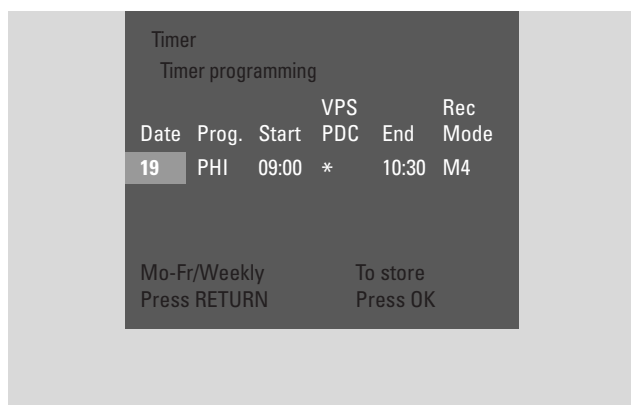 Timer
Timer programming
VPS Rec
Date Prog. Start PDC End Mode
19 PHI 09:00 * 10:30 M4
Mo-Fr/Weekly To store
Press RETURN Press OK